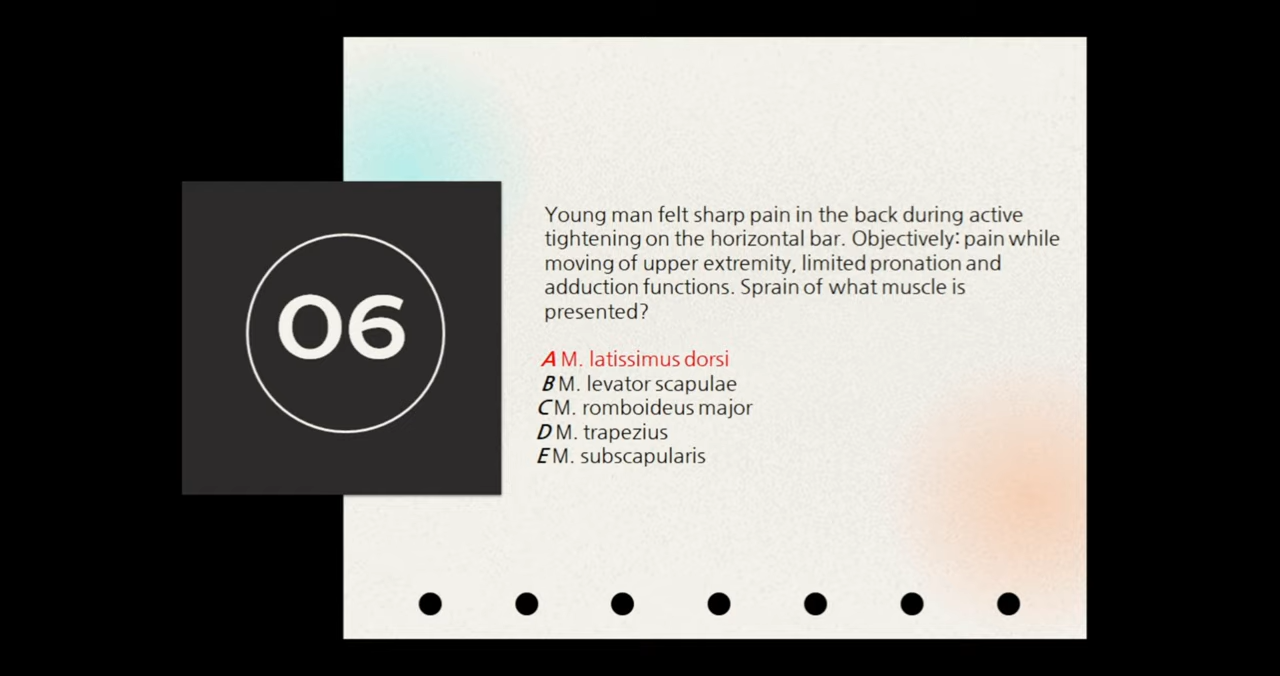 06
Young man felt sharp pain in the back during active
tightening on the horizontal bar. Objectively: pain while
moving of upper extremity, limited pronation and
adduction functions. Sprain of what muscle is
presented?
A M. latissimus dorsi
B M. levator scapulae
C M. romboideus major
D M. trapezius
E M. subscapularis